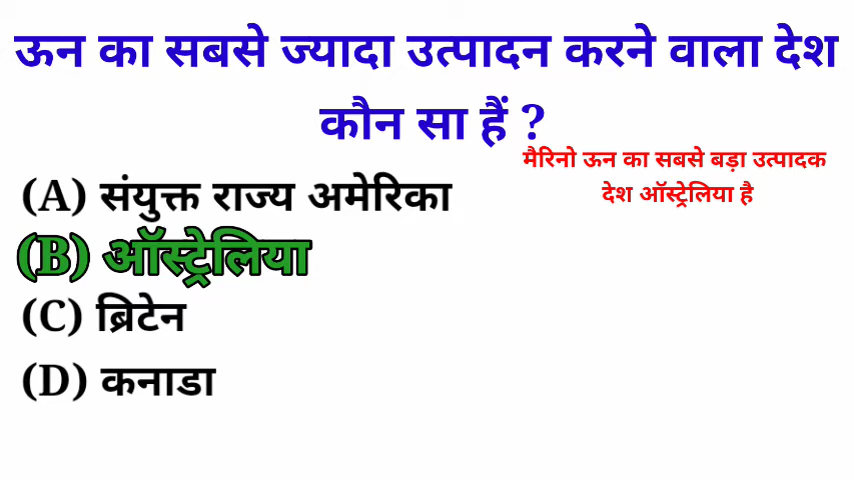 ऊन का सबसे ज्यादा उत्पादन करने वाला देश
कौन सा हैं ?
मैरिनो ऊन का सबसे बड़ा उत्पादक
देश ऑस्ट्रेलिया है
(A) संयुक्त राज्य अमेरिका
(B) ऑस्ट्रेलिया
(C) ब्रिटेन
(D) कनाडा